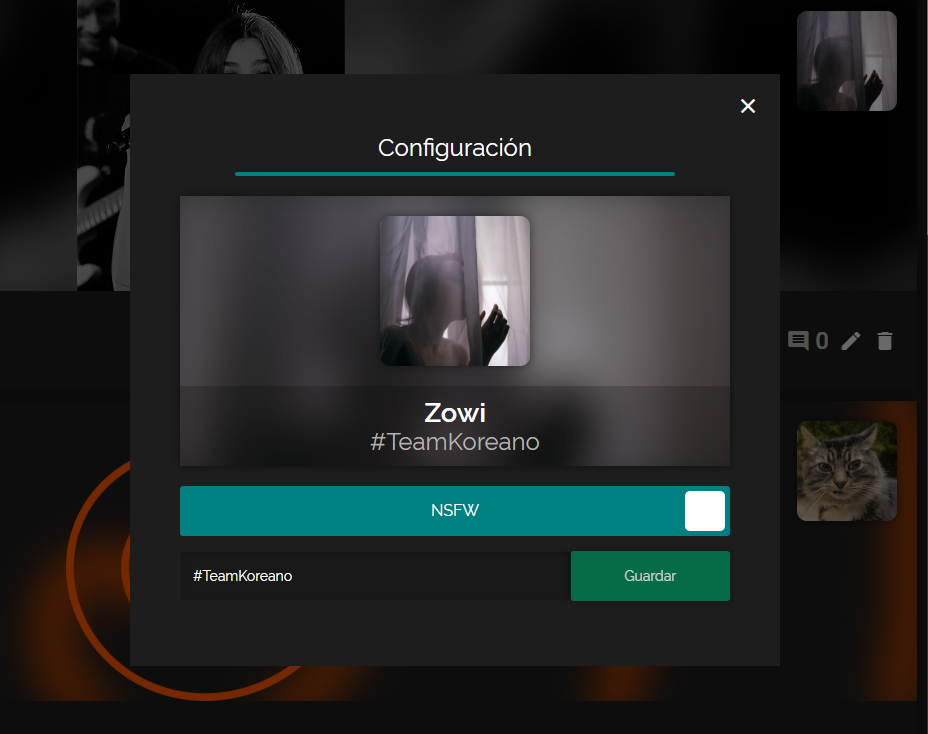 Configuración
0
Zowi
#TeamKoreano
NSFW
#TeamKoreano
Guardar